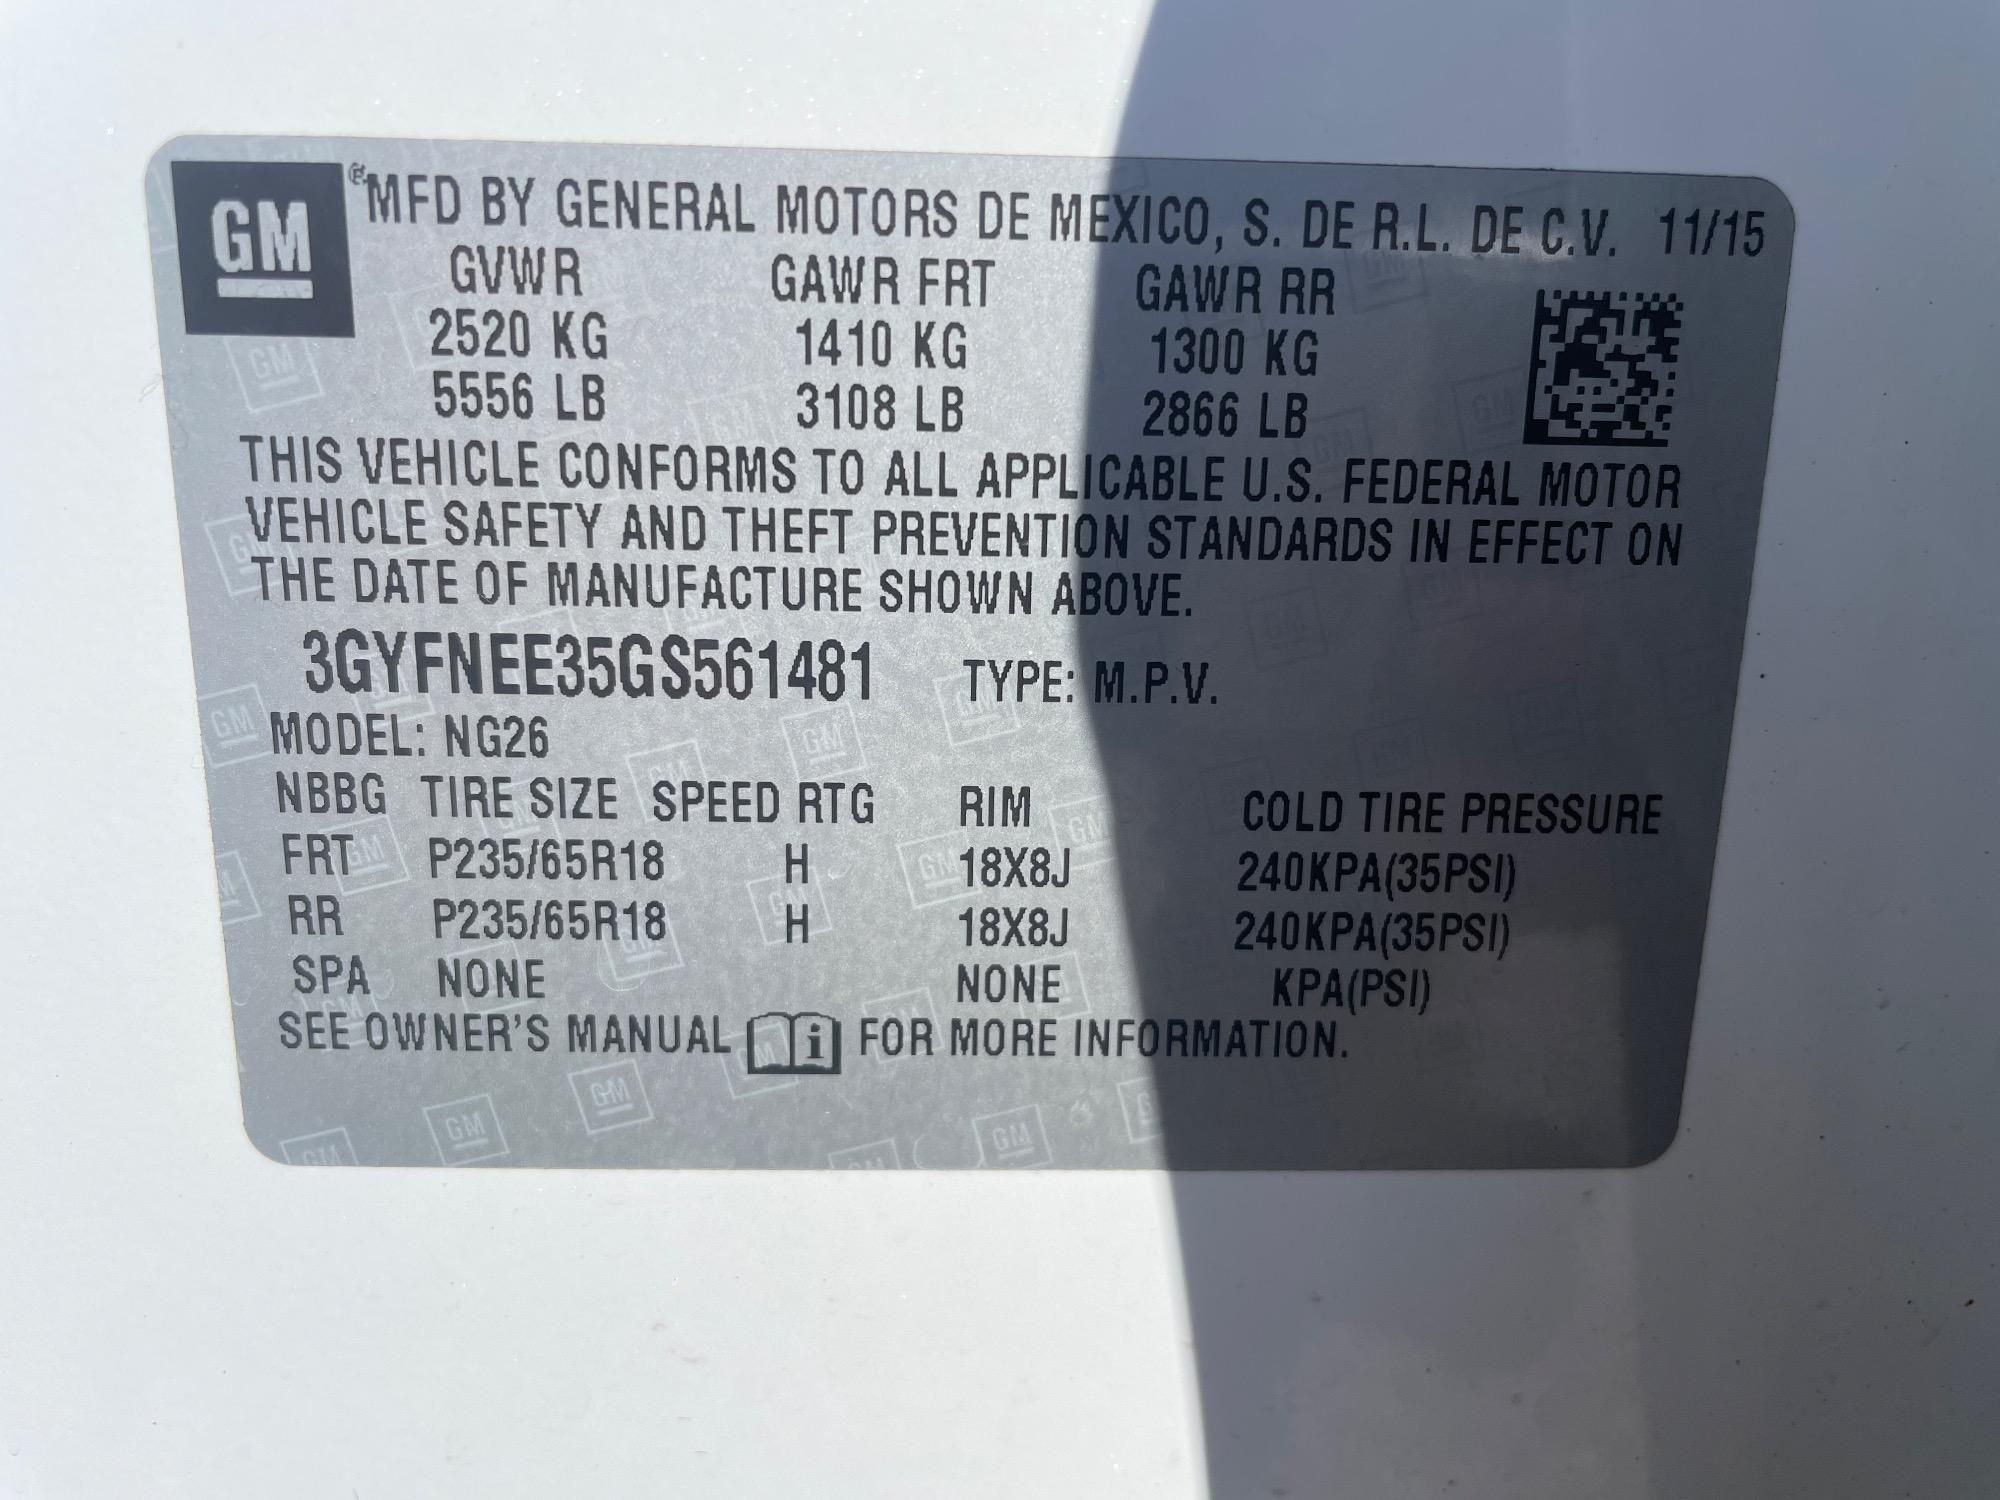 GM
® MFD BY GENERAL MOTORS DE MEXICO, S. DE R.L. DE C.V. 11/15
GVWR GAWR FRT GAWR RR
2520 KG 1410 KG 1300 KG
5556 LB 3108 LB 2866 LB
THIS VEHICLE CONFORMS TO ALL APPLICABLE U.S. FEDERAL MOTOR
VEHICLE SAFETY AND THEFT PREVENTION STANDARDS IN EFFECT ON
THE DATE OF MANUFACTURE SHOWN ABOVE.
3GYFNEE35GS561481 TYPE: M.P.V.
MODEL: NG26
NBBG TIRE SIZE SPEED RTG RIM COLD TIRE PRESSURE
FRT P235/65R18 H 18X8J 240KPA(35PSI)
RR P235/65R18 H 18X8J 240KPA(35PSI)
SPA NONE NONE KPA(PSI)
SEE OWNER'S MANUAL i FOR MORE INFORMATION.